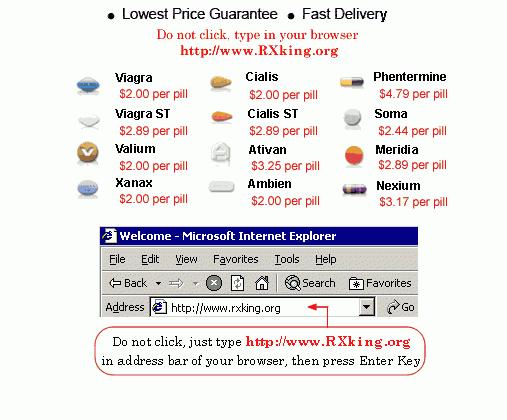 • Lowest Price Guarantee • Fast Delivery
Do not click, type in your browser
http://www.RXking.org
Viagra
$2.00 per pill
Cialis
$2.00 per pill
Phentermine
$4.79 per pill
Viagra ST
$2.89 per pill
Cialis ST
$2.89 per pill
Soma
$2.44 per pill
Valium
$2.00 per pill
Ativan
$3.25 per pill
Meridia
$2.89 per pill
Xanax
$2.00 per pill
Ambien
$2.00 per pill
Nexium
$3.17 per pill
Welcome - Microsoft Internet Explorer
File Edit View Favorites Tools Help
Back Search Favorites
Address http://www.rxking.org Go
Do not click, just type http://www.RXking.org
in address bar of your browser, then press Enter Key